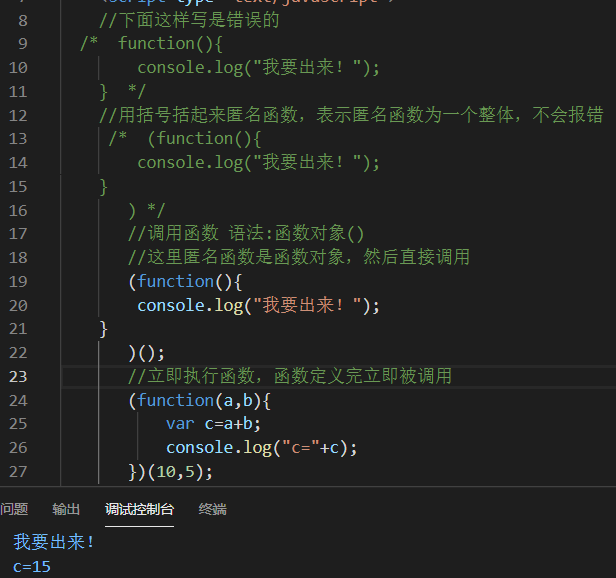 7 <script type="text/javascript">
8 //下面这样写是错误的
9 /*  function(){
10 console.log("我要出来！");
11 }  */
12 //用括号括起来匿名函数，表示匿名函数为一个整体，不会报错
13 /*  (function(){
14 console.log("我要出来！");
15 }
16 ) */
17 //调用函数 语法:函数对象()
18 //这里匿名函数是函数对象，然后直接调用
19 (function(){
20 console.log("我要出来！");
21 }
22 )();
23 //立即执行函数，函数定义完立即被调用
24 (function(a,b){
25 var c=a+b;
26 console.log("c="+c);
27 })(10,5);
问题 输出 调试控制台 终端
我要出来！
c=15